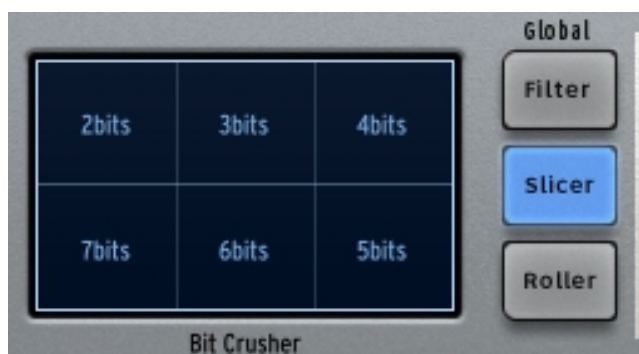 Global
Filter
2bits 3bits 4bits
Slicer
7bits 6bits 5bits
Roller
Bit Crusher